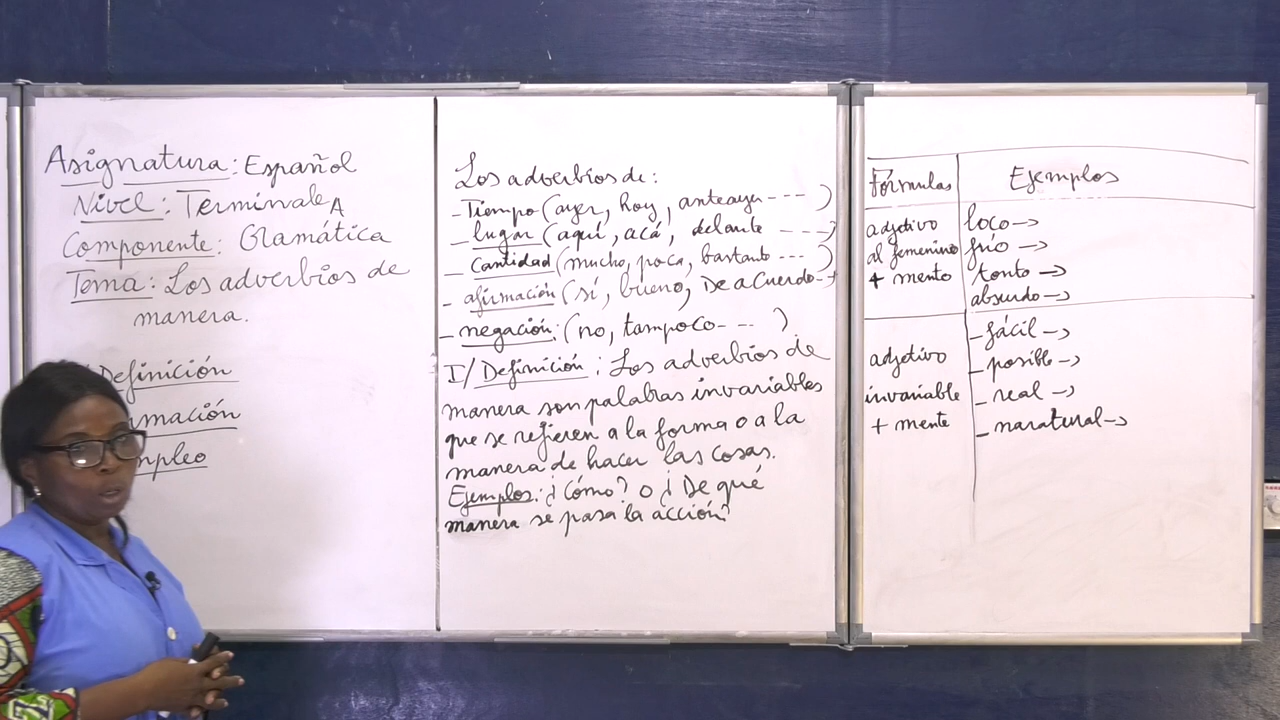 Asignatura: Español
Nivel: Terminale A
Componente: Gramática
Tema: Los adverbios de
manera.
Definición
rmación
mpleo
Los adverbios de:
- Tiempo (ayer, hoy, anteayer - - - )
- lugar (aquí, acá, delante - - - )
- Cantidad (mucho, poca, bastante - - - )
- afirmación (sí, bueno, De acuerdo - - )
- negación: (no, tampoco - - - )
I/ Definición: Los adverbios de
manera son palabras invariables
que se refieren a la forma o a la
manera de hacer las cosas.
Ejemplos: ¿Cómo? o ¿De qué
manera se pasa la acción?
Fórmulas Ejemplos
adjetivo
al femenino
+ mente
loco →
frío →
tonto →
absurdo →
adjetivo
invariable
+ mente
- fácil →
- posible →
- real →
- naratural →